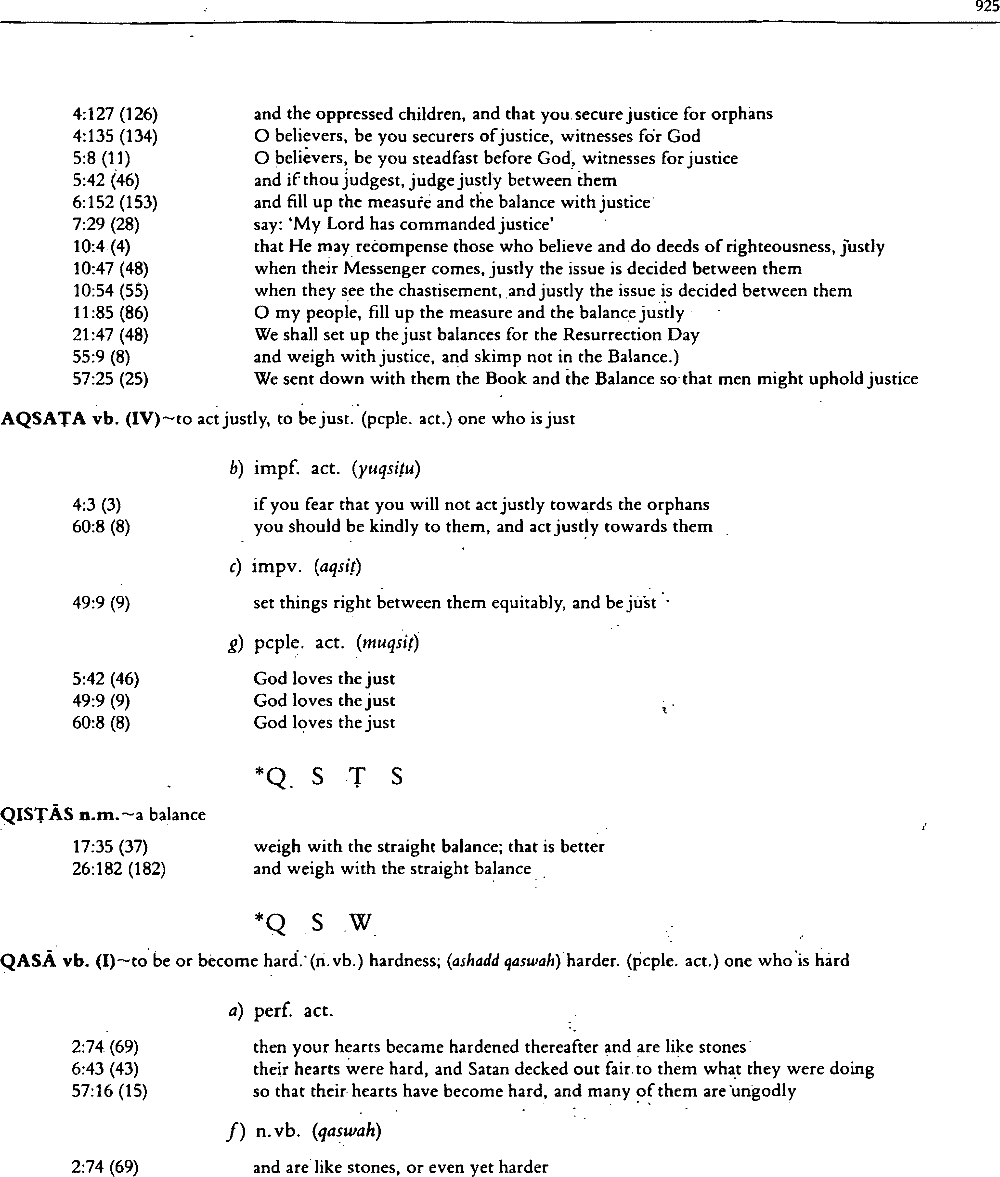 925
4:127 (126) and the oppressed children, and that you secure justice for orphans
4:135 (134) O believers, be you securers of justice, witnesses for God
5:8 (11) O believers, be you steadfast before God, witnesses for justice
5:42 (46) and if thou judgest, judge justly between them
6:152 (153) and fill up the measure and the balance with justice
7:29 (28) say: 'My Lord has commanded justice'
10:4 (4) that He may recompense those who believe and do deeds of righteousness, justly
10:47 (48) when their Messenger comes, justly the issue is decided between them
10:54 (55) when they see the chastisement, and justly the issue is decided between them
11:85 (86) O my people, fill up the measure and the balance justly
21:47 (48) We shall set up the just balances for the Resurrection Day
55:9 (8) and weigh with justice, and skimp not in the Balance.)
57:25 (25) We sent down with them the Book and the Balance so that men might uphold justice
AQSAṬA vb. (IV)~to act justly, to be just. (pcple. act.) one who is just
b) impf. act. (yuqsiṭu)
4:3 (3) if you fear that you will not act justly towards the orphans
60:8 (8) you should be kindly to them, and act justly towards them
c) impv. (aqsiṭ)
49:9 (9) set things right between them equitably, and be just
g) pcple. act. (muqsiṭ)
5:42 (46) God loves the just
49:9 (9) God loves the just
60:8 (8) God loves the just
*Q S Ṭ S
QISṬĀS n.m.~a balance
17:35 (37) weigh with the straight balance; that is better
26:182 (182) and weigh with the straight balance
*Q S W
QASĀ vb. (I)~to be or become hard. (n.vb.) hardness; (ashadd qaswah) harder. (pcple. act.) one who is hard
a) perf. act.
2:74 (69) then your hearts became hardened thereafter and are like stones
6:43 (43) their hearts were hard, and Satan decked out fair to them what they were doing
57:16 (15) so that their hearts have become hard, and many of them are ungodly
f) n.vb. (qaswah)
2:74 (69) and are like stones, or even yet harder